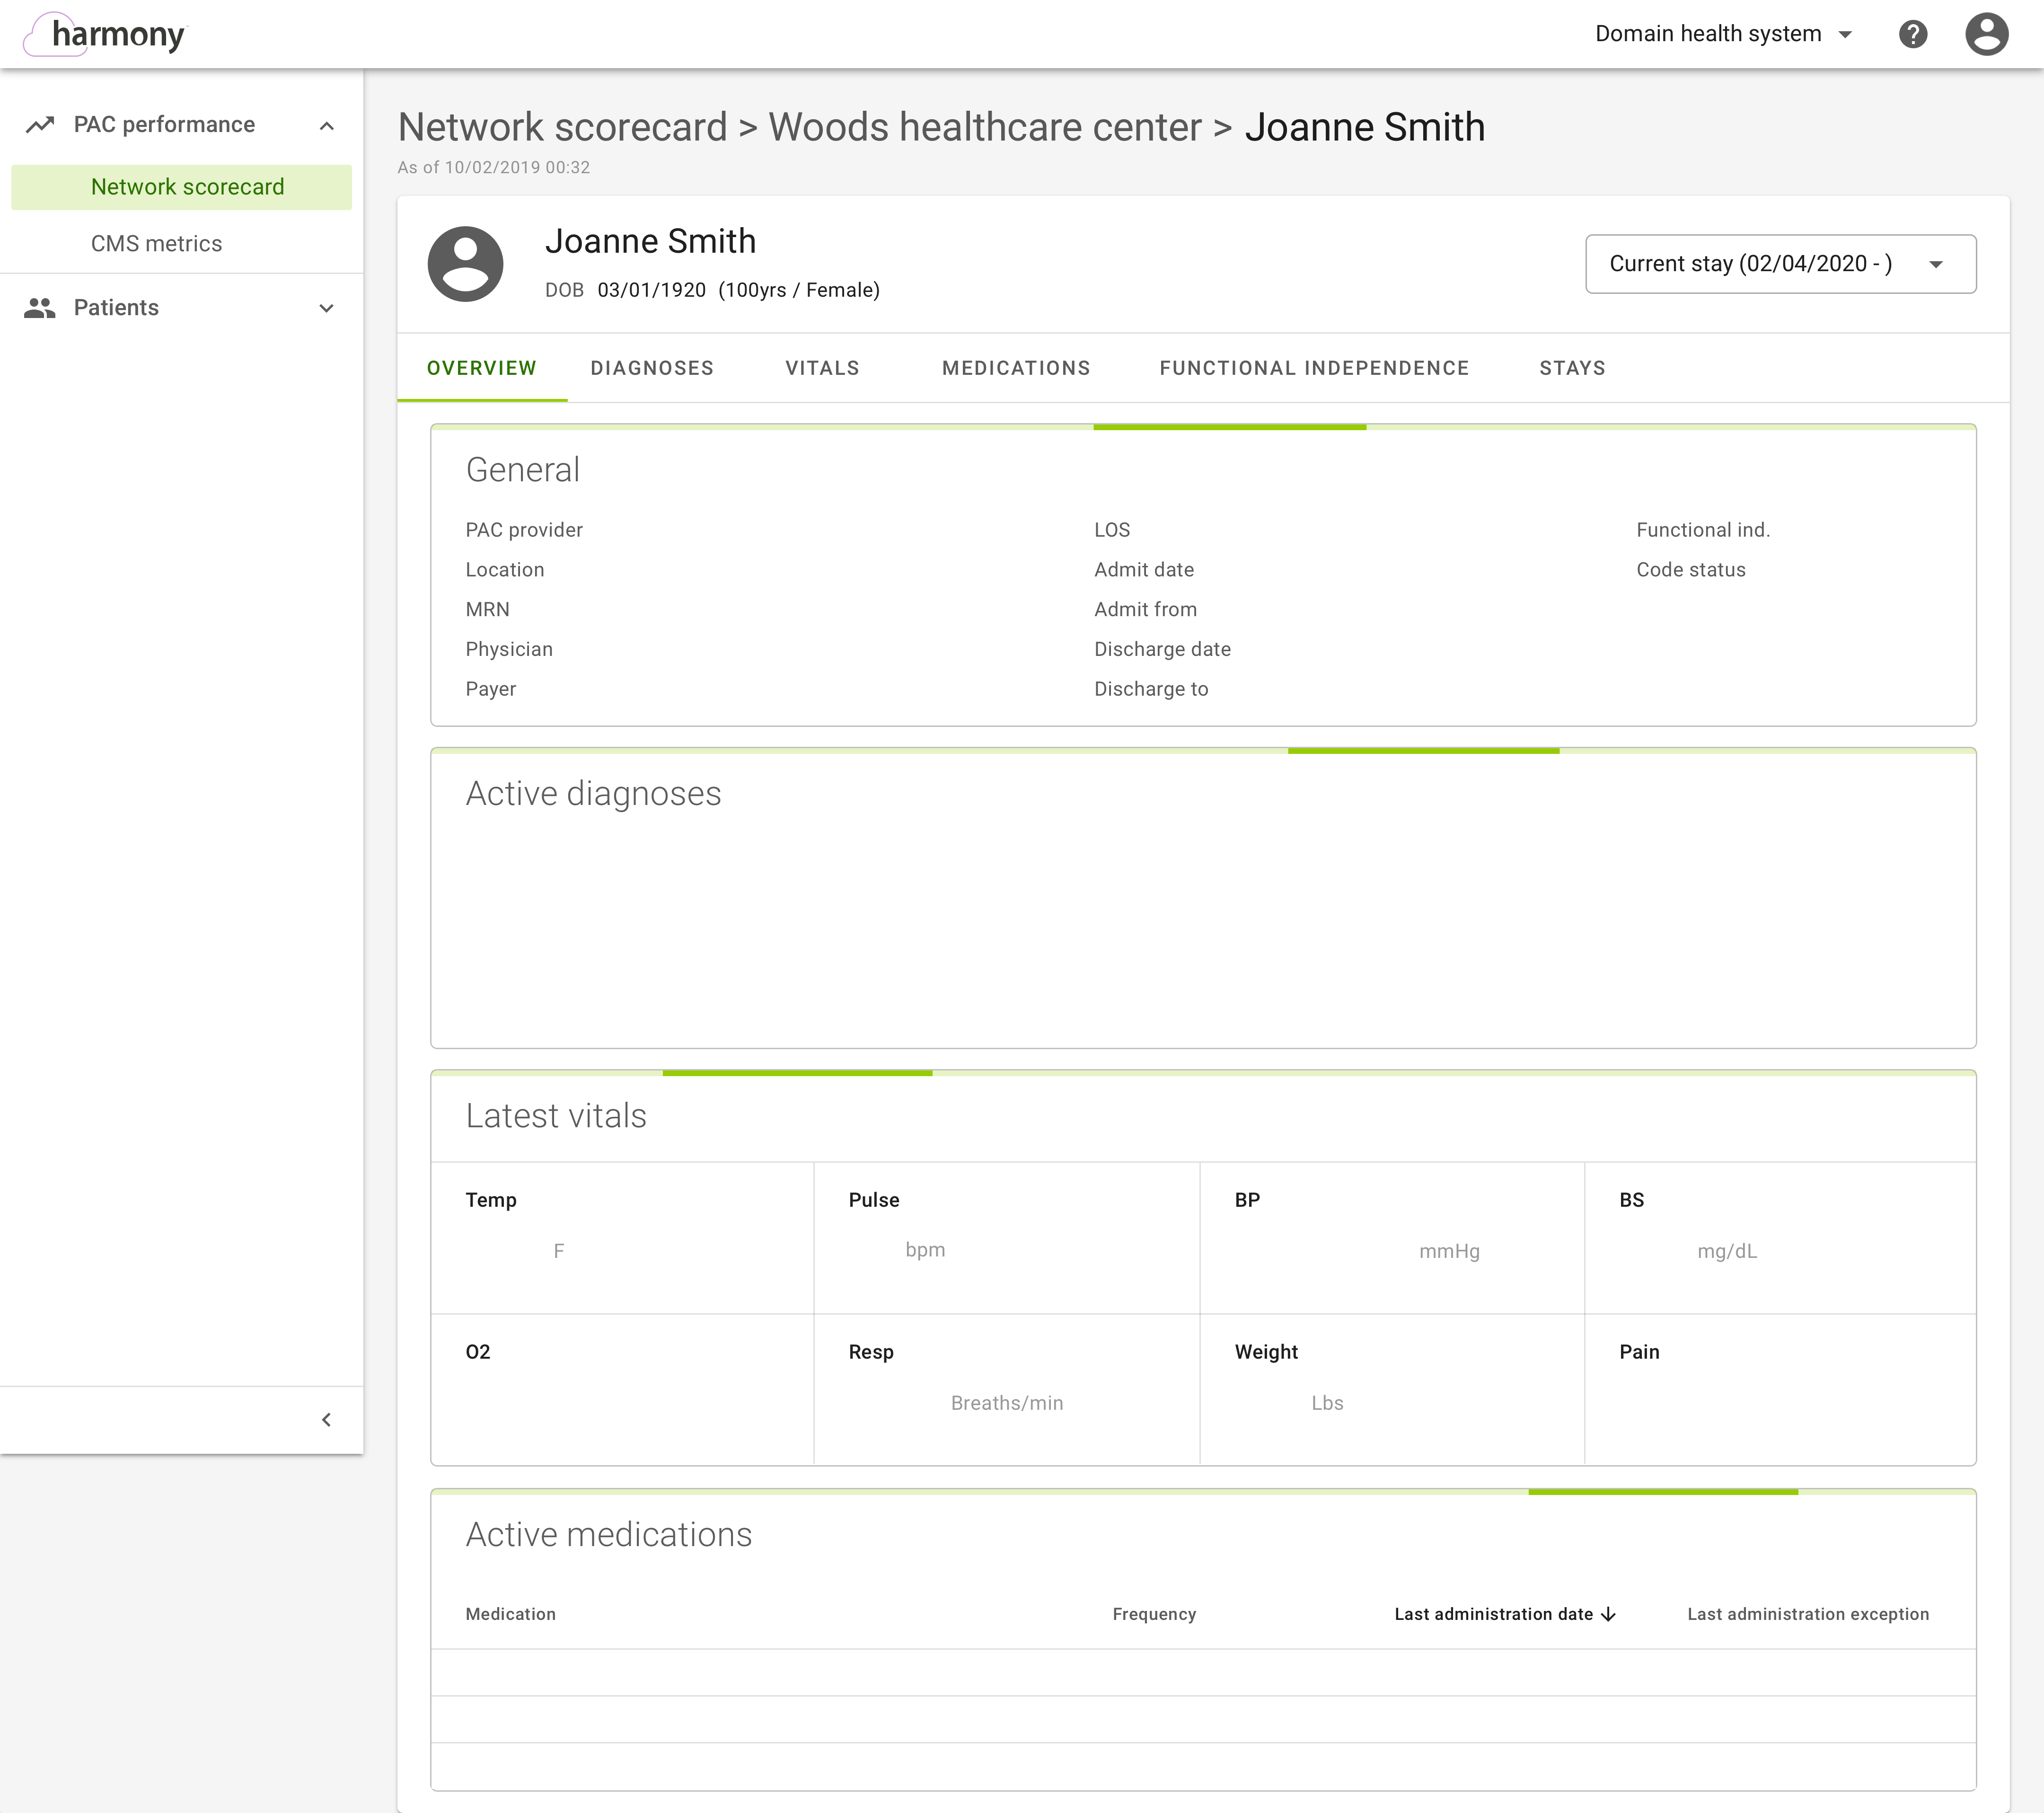 harmony
Domain health system
PAC performance
Network scorecard
CMS metrics
Patients
Network scorecard > Woods healthcare center > Joanne Smith
As of 10/02/2019 00:32
Joanne Smith
DOB 03/01/1920 (100yrs / Female)
Current stay (02/04/2020 - )
OVERVIEW DIAGNOSES VITALS MEDICATIONS FUNCTIONAL INDEPENDENCE STAYS
General
PAC provider LOS Functional ind.
Location Admit date Code status
MRN Admit from
Physician Discharge date
Payer Discharge to
Active diagnoses
Latest vitals
Temp Pulse BP BS
F bpm mmHg mg/dL
O2 Resp Weight Pain
Breaths/min Lbs
Active medications
Medication Frequency Last administration date Last administration exception